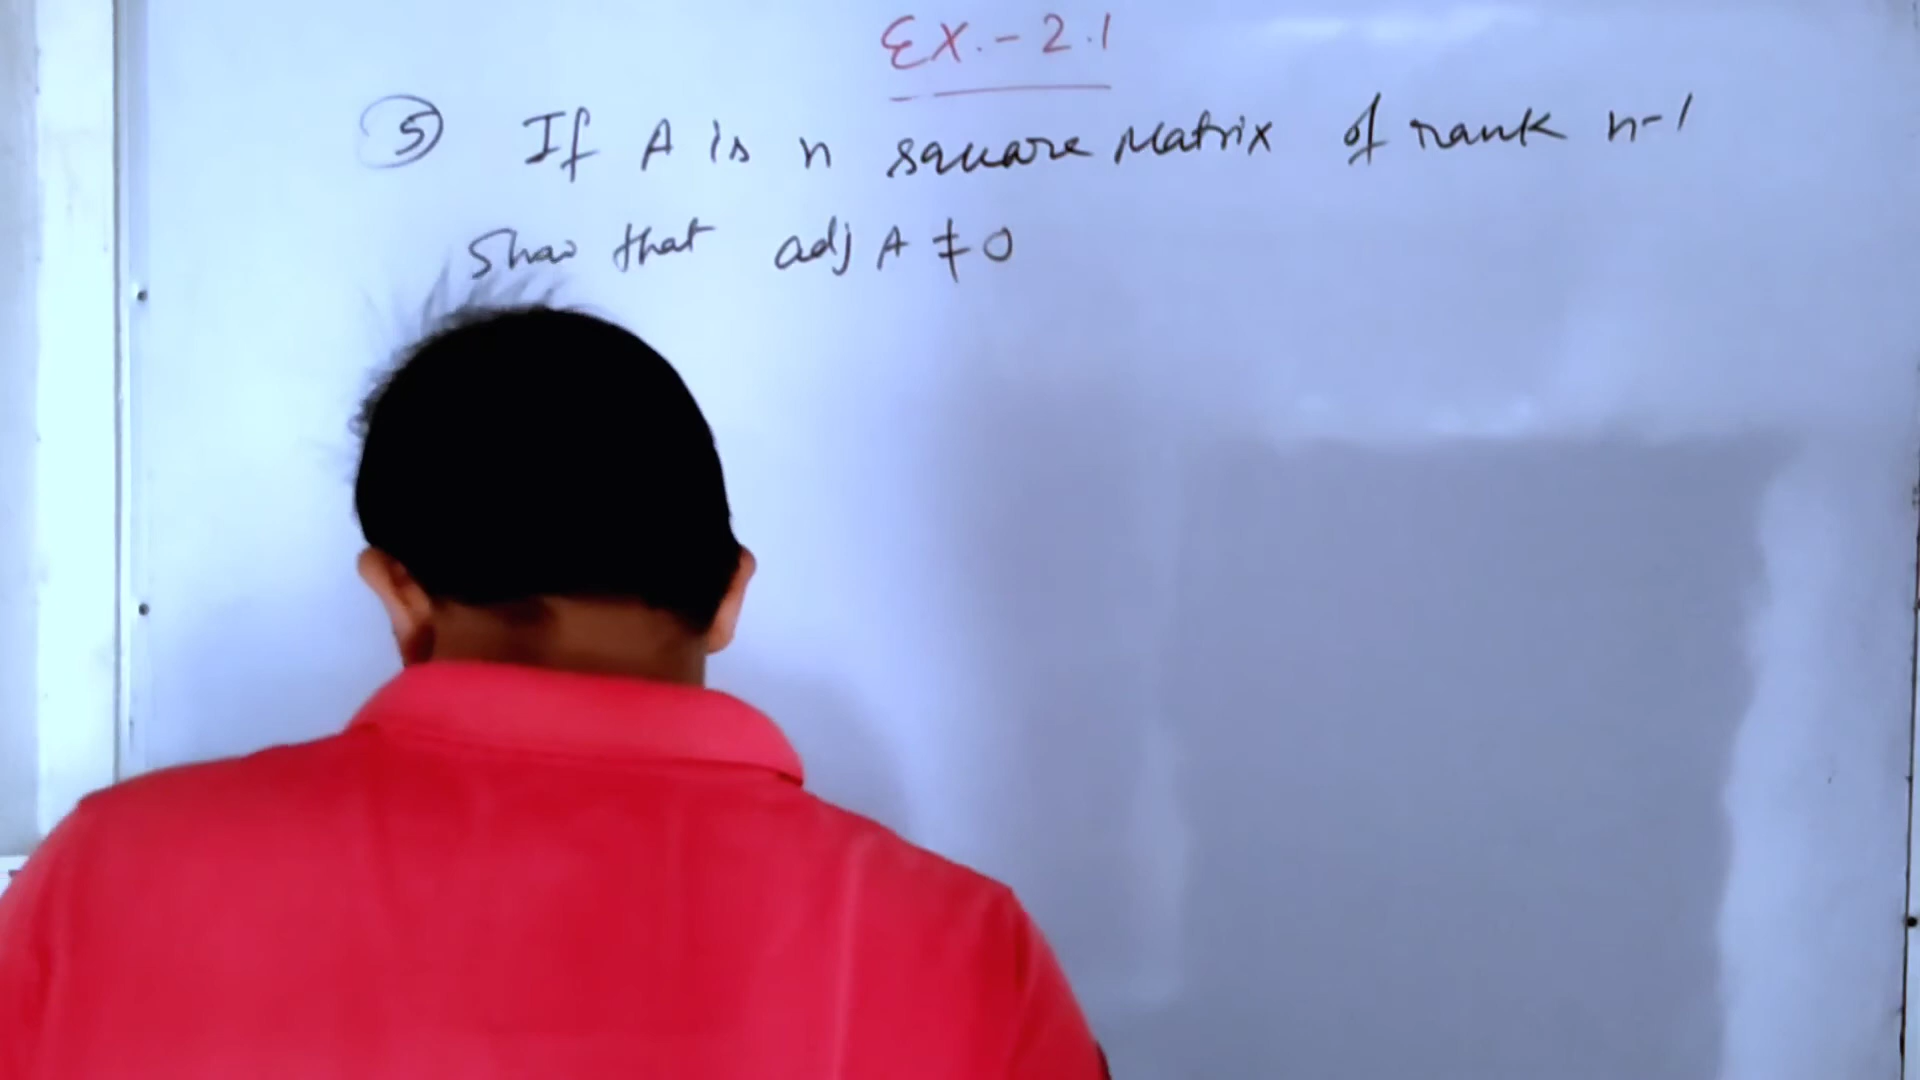 Ex.-2.1
5 If A is n square matrix of rank n-1
Show that adj A ≠ 0